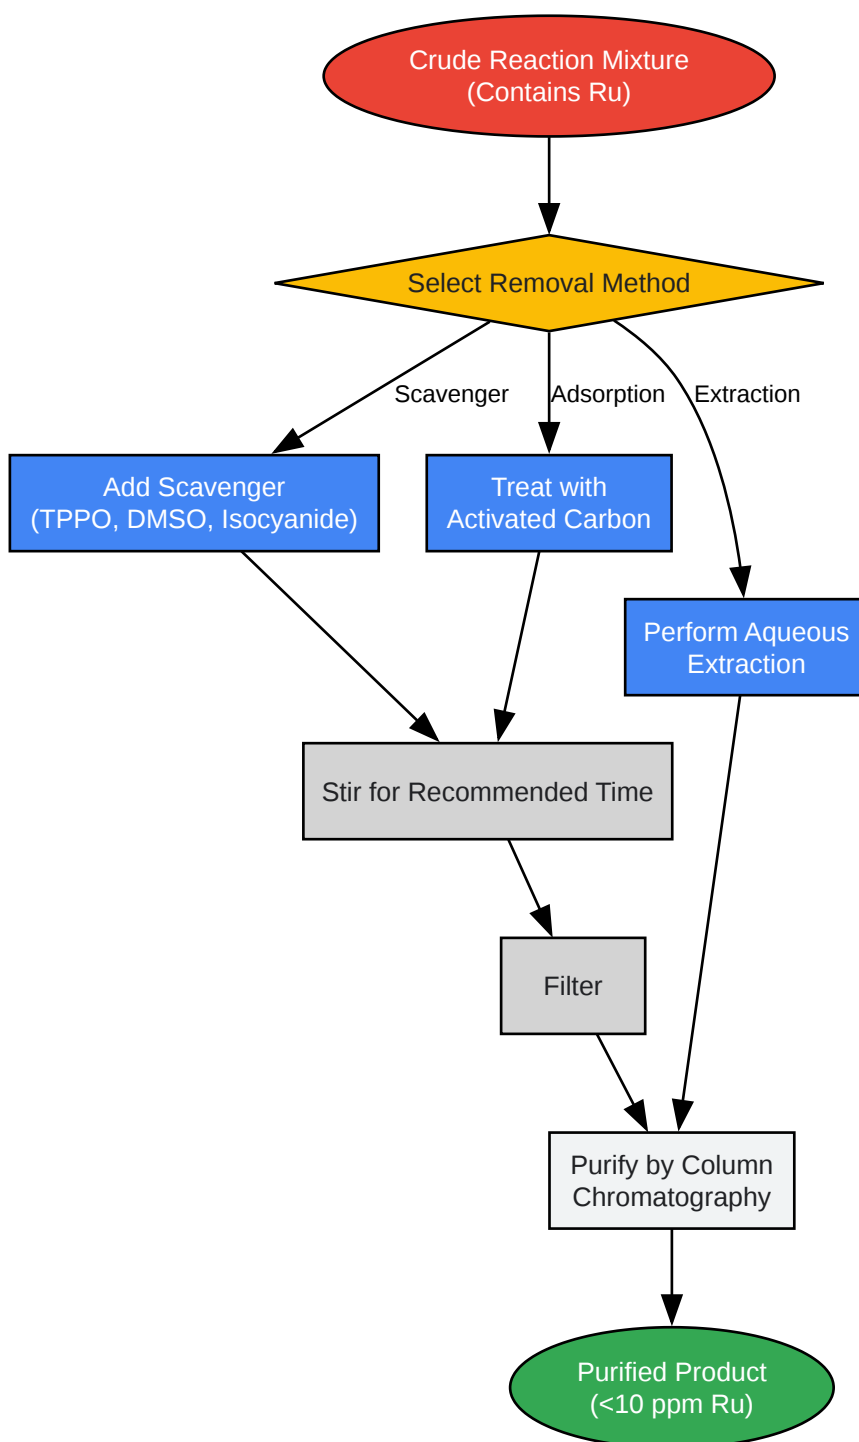 Crude Reaction Mixture
(Contains Ru)
Select Removal Method
Scavenger
Adsorption
Extraction
Add Scavenger
(TPPO, DMSO, Isocyanide)
Treat with
Activated Carbon
Perform Aqueous
Extraction
Stir for Recommended Time
Filter
Purify by Column
Chromatography
Purified Product
(<10 ppm Ru)